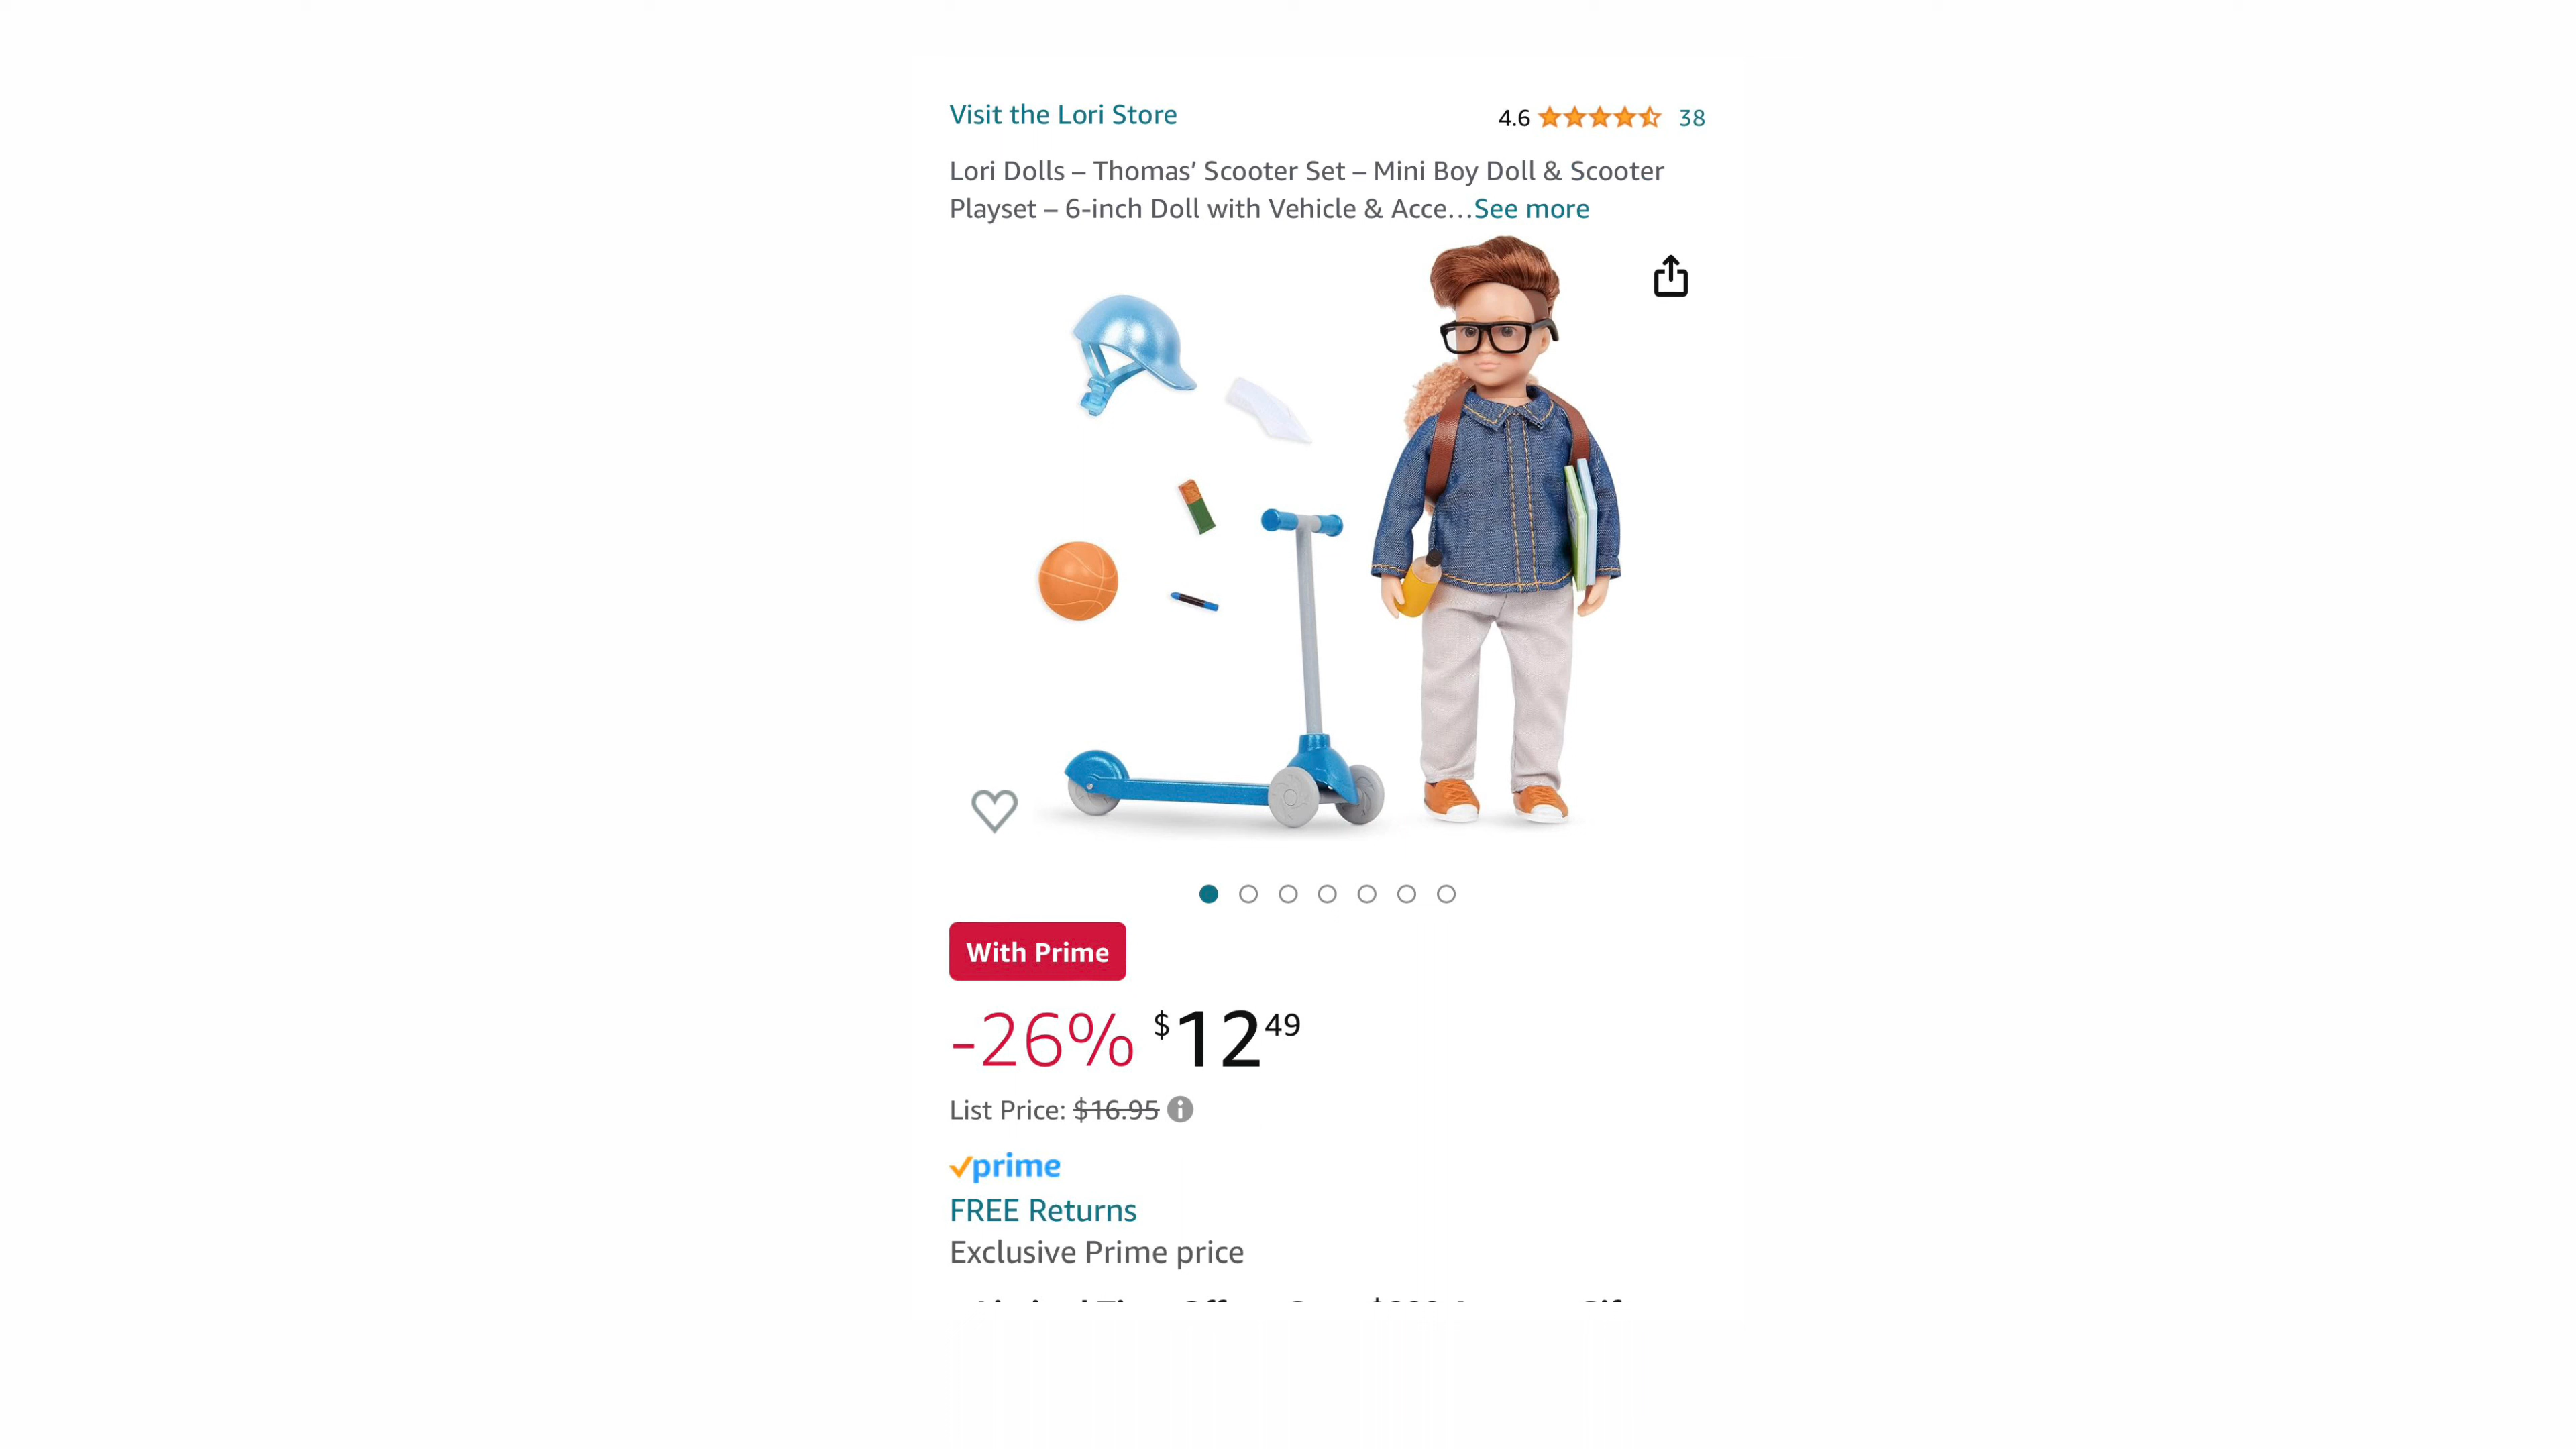 Visit the Lori Store
4.6 38
Lori Dolls – Thomas’ Scooter Set – Mini Boy Doll & Scooter
Playset – 6-inch Doll with Vehicle & Acce…See more
With Prime
-26% $12 49
List Price: $16.95
prime
FREE Returns
Exclusive Prime price